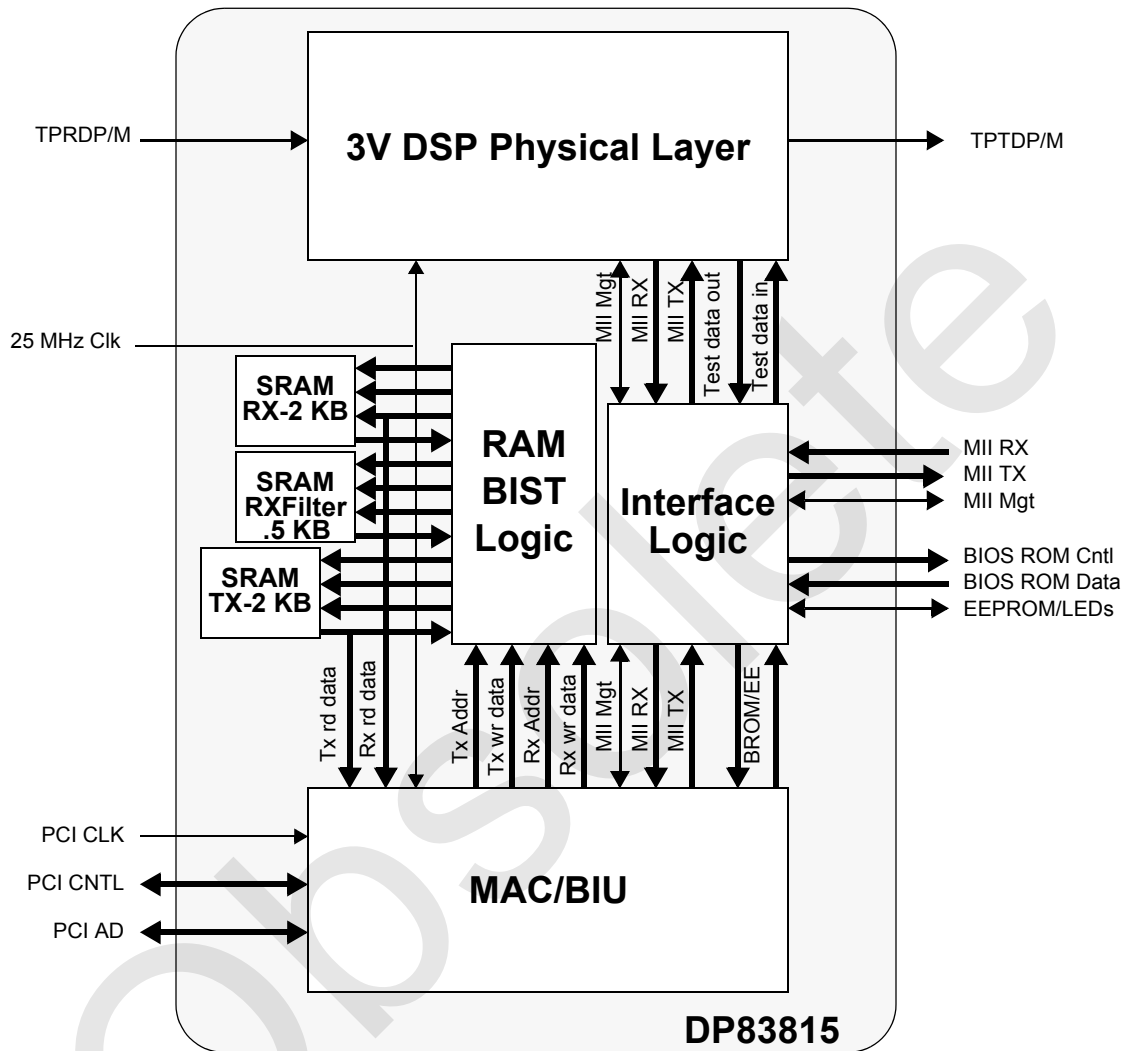 3V DSP Physical Layer
TPRDP/M
TPTDP/M
MII Mgt
MII RX
MII TX
Test data out
Test data in
25 MHz Clk
SRAM
RX-2 KB
SRAM
RXFilter
.5 KB
SRAM
TX-2 KB
RAM
BIST
Logic
Interface
Logic
MII RX
MII TX
MII Mgt
BIOS ROM Cntl
BIOS ROM Data
EEPROM/LEDs
Tx rd data
Rx rd data
Tx Addr
Tx wr data
Rx Addr
Rx wr data
MII Mgt
MII RX
MII TX
BROM/EE
PCI CLK
PCI CNTL
PCI AD
MAC/BIU
DP83815
Obsolete